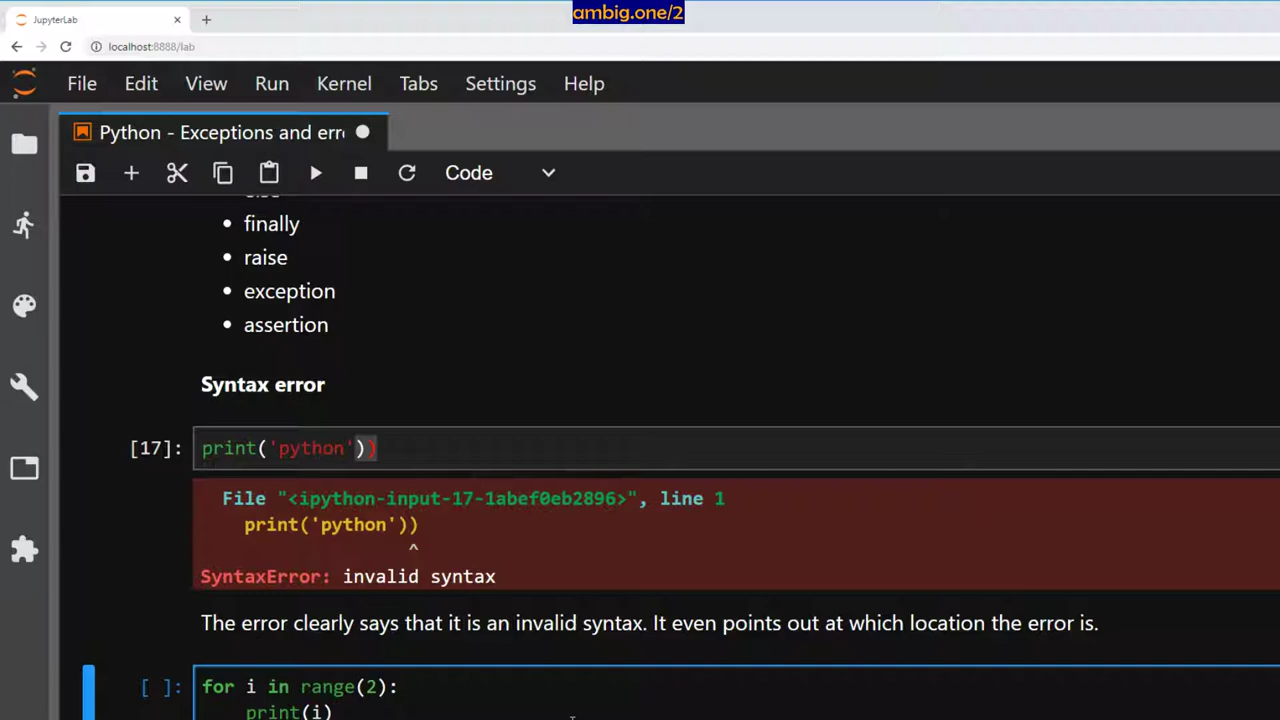 ambig.one/2
JupyterLab
localhost:8888/lab
File Edit View Run Kernel Tabs Settings Help
Python - Exceptions and err
Code
finally
raise
exception
assertion
Syntax error
[17]: print('python'))
File "<ipython-input-17-1abef0eb2896>", line 1
print('python'))
^
SyntaxError: invalid syntax
The error clearly says that it is an invalid syntax. It even points out at which location the error is.
[ ]: for i in range(2):
print(i)